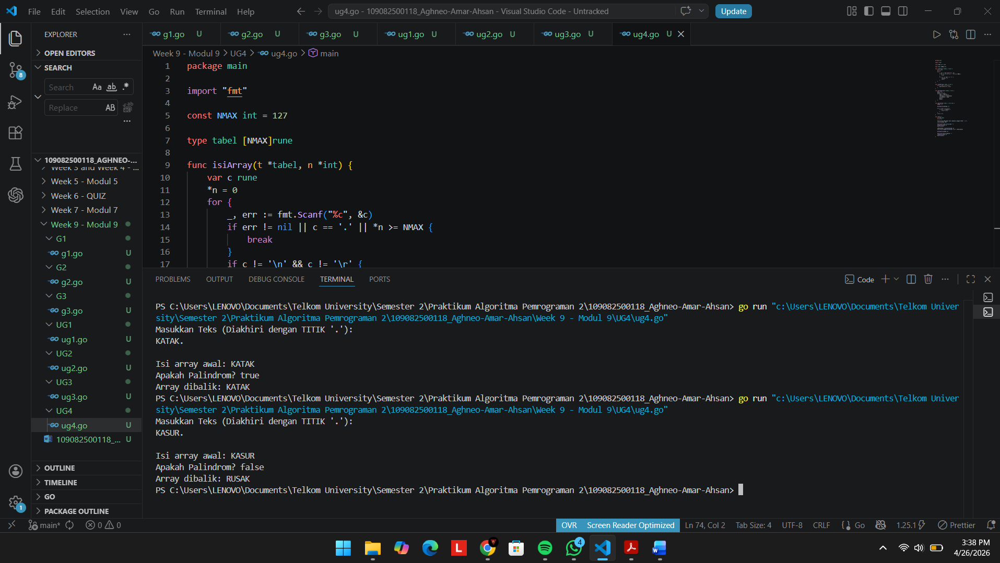 File Edit Selection View Go Run Terminal Help
ug4.go - 109082500118_Aghneo-Amar-Ahsan - Visual Studio Code - Untracked
Update
EXPLORER
OPEN EDITORS
SEARCH
Search Aa ab .*
Replace AB
109082500118_AGHNEO-...
Week 3 and Week 4 - ...
Week 5 - Modul 5
Week 6 - QUIZ
Week 7 - Modul 7
Week 9 - Modul 9
G1
g1.go U
G2
g2.go U
G3
g3.go U
UG1
ug1.go U
UG2
ug2.go U
UG3
ug3.go U
UG4
ug4.go U
109082500118_... U
OUTLINE
TIMELINE
GO
PACKAGE OUTLINE
8
1
g1.go U g2.go U g3.go U ug1.go U ug2.go U ug3.go U ug4.go U
Week 9 - Modul 9 > UG4 > ug4.go > main
1 package main
2
3 import "fmt"
4
5 const NMAX int = 127
6
7 type tabel [NMAX]rune
8
9 func isiArray(t *tabel, n *int) {
10 var c rune
11 *n = 0
12 for {
13 _, err := fmt.Scanf("%c", &c)
14 if err != nil || c == '.' || *n >= NMAX {
15 break
16 }
17 if c != '\n' && c != '\r' {
PROBLEMS OUTPUT DEBUG CONSOLE TERMINAL PORTS
Code
PS C:\Users\LENOVO\Documents\Telkom University\Semester 2\Praktikum Algoritma Pemrograman 2\109082500118_Aghneo-Amar-Ahsan> go run "c:\Users\LENOVO\Documents\Telkom Univer
sity\Semester 2\Praktikum Algoritma Pemrograman 2\109082500118_Aghneo-Amar-Ahsan\Week 9 - Modul 9\UG4\ug4.go"
Masukkan Teks (Diakhiri dengan TITIK '.'):
KATAK.
Isi array awal: KATAK
Apakah Palindrom? true
Array dibalik: KATAK
PS C:\Users\LENOVO\Documents\Telkom University\Semester 2\Praktikum Algoritma Pemrograman 2\109082500118_Aghneo-Amar-Ahsan> go run "c:\Users\LENOVO\Documents\Telkom Univer
sity\Semester 2\Praktikum Algoritma Pemrograman 2\109082500118_Aghneo-Amar-Ahsan\Week 9 - Modul 9\UG4\ug4.go"
Masukkan Teks (Diakhiri dengan TITIK '.'):
KASUR.
Isi array awal: KASUR
Apakah Palindrom? false
Array dibalik: RUSAK
PS C:\Users\LENOVO\Documents\Telkom University\Semester 2\Praktikum Algoritma Pemrograman 2\109082500118_Aghneo-Amar-Ahsan>
main* 0 0 OVR Screen Reader Optimized Ln 74, Col 2 Tab Size: 4 UTF-8 CRLF {} Go 1.25.1 Prettier
L 4 W
3:38 PM
4/26/2026